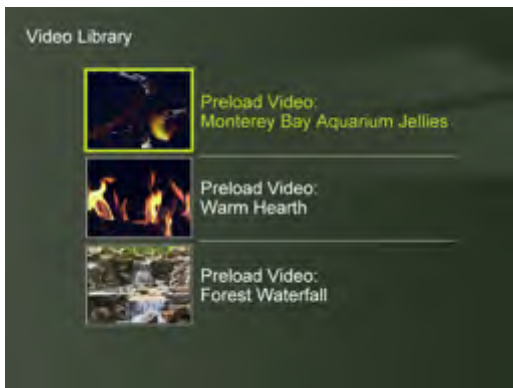 Video Library
Preload Video:
Monterey Bay Aquarium Jellies
Preload Video:
Warm Hearth
Preload Video:
Forest Waterfall